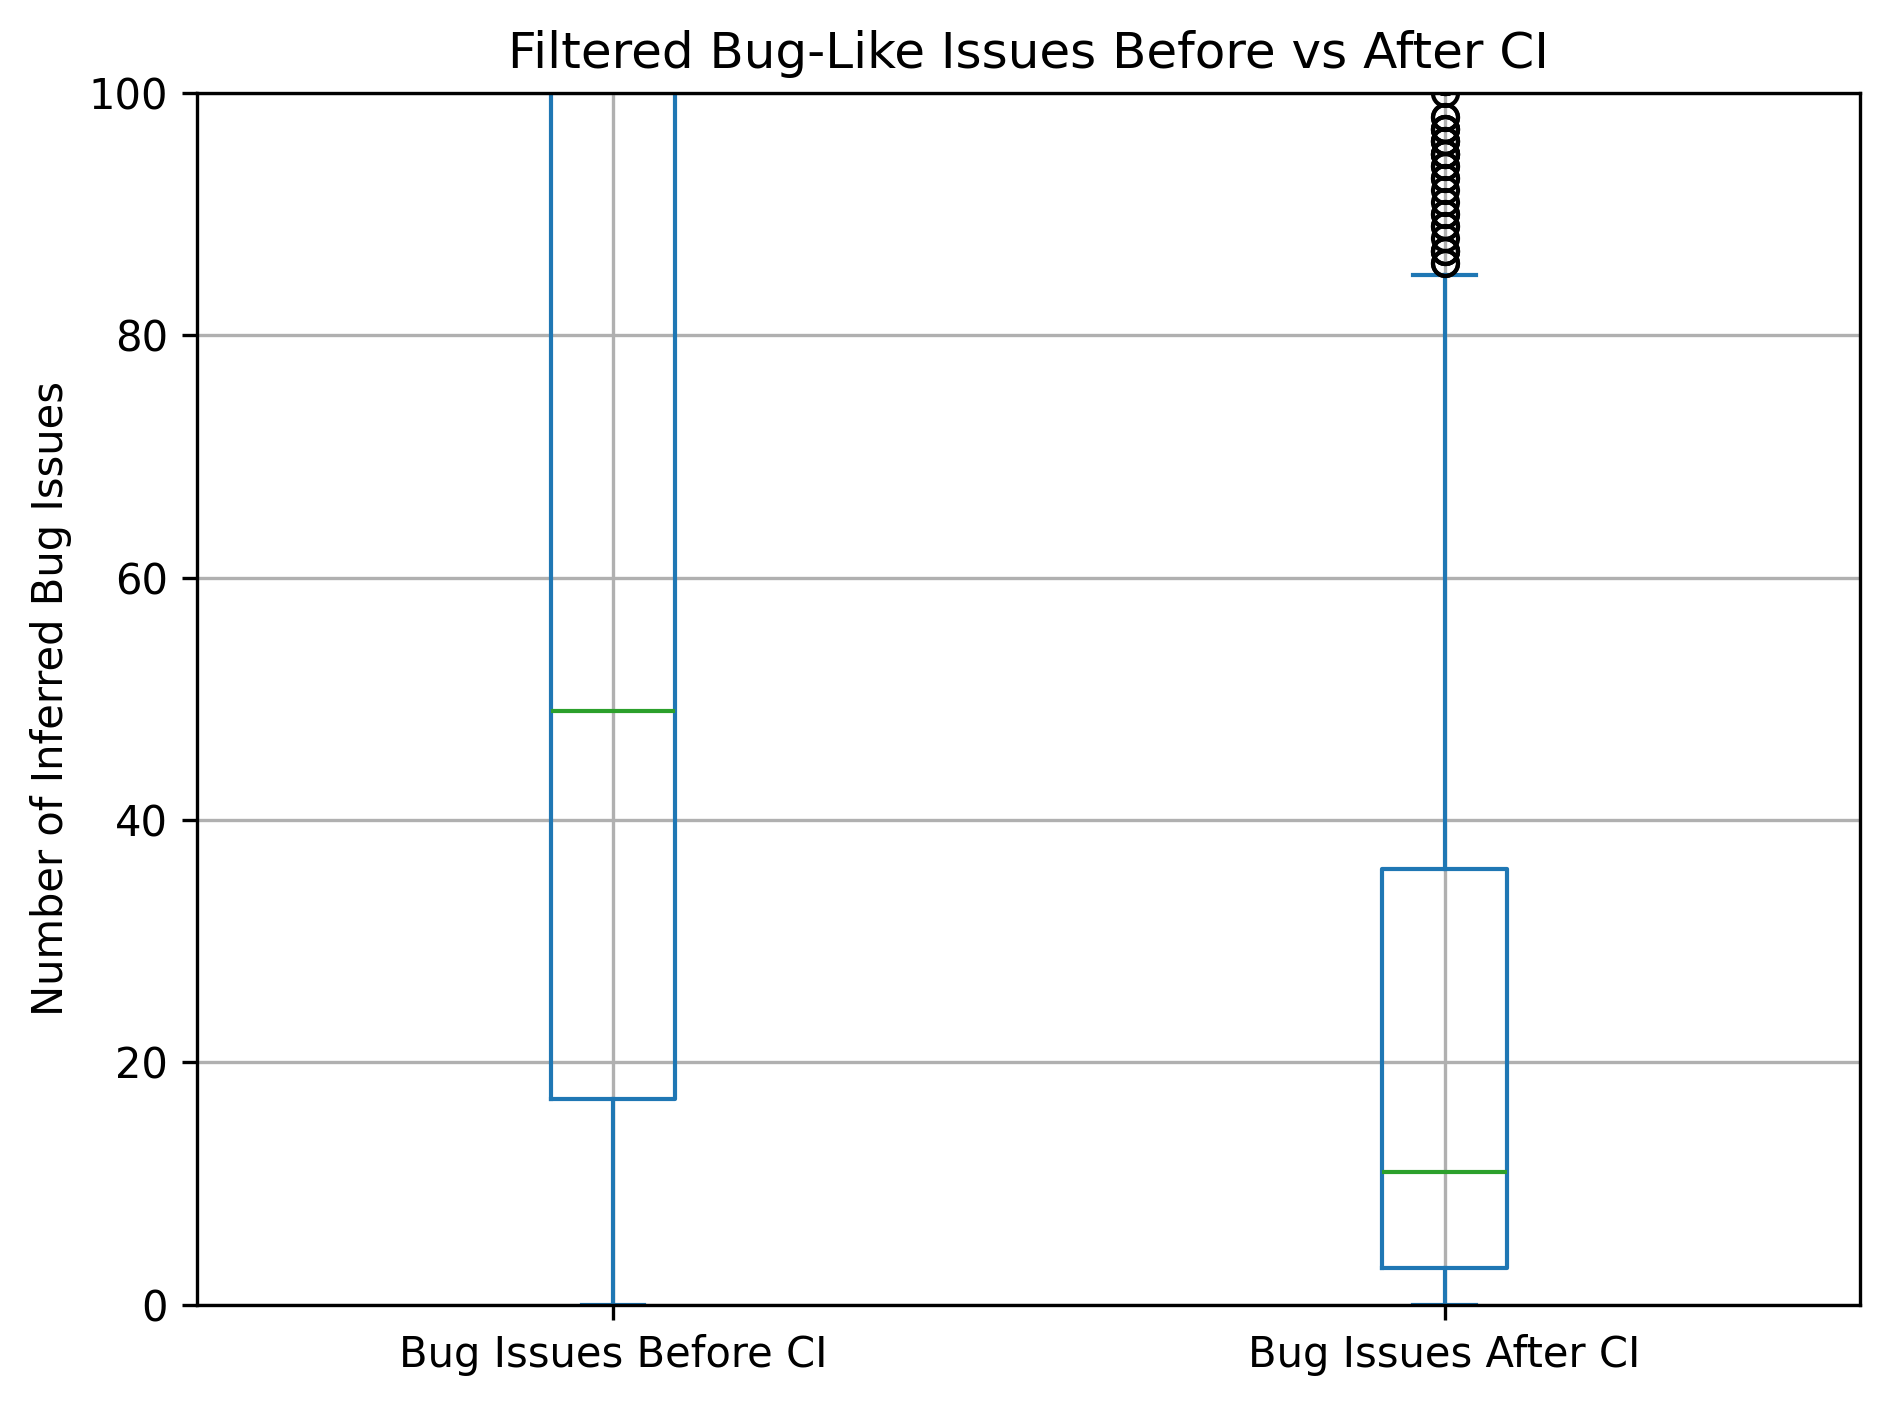 Filtered Bug-Like Issues Before vs After CI
Number of Inferred Bug Issues
100
80
60
40
20
0
Bug Issues Before CI
Bug Issues After CI